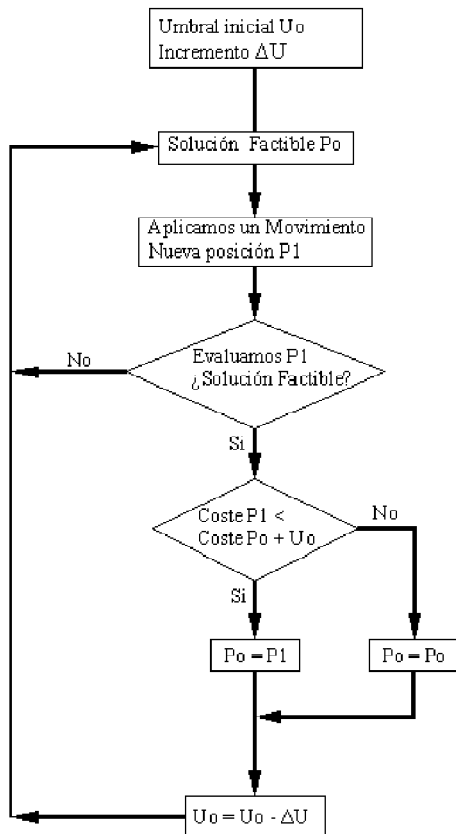 Umbral inicial Uo
Incremento ΔU
Solución Factible Po
Aplicamos un Movimiento
Nueva posición P1
No
Evaluamos P1
¿Solución Factible?
Si
Coste P1 <
Coste Po + Uo
No
Si
Po = P1
Po = Po
Uo = Uo - ΔU